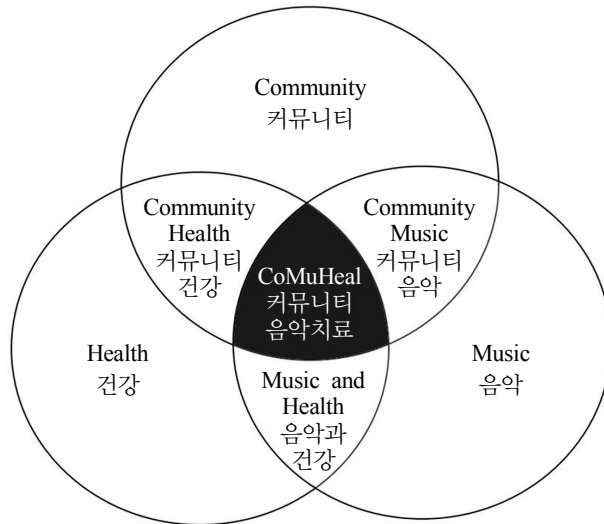 Community
커뮤니티
Community
Health
커뮤니티
건강
Community
Music
커뮤니티
음악
CoMuHeal
커뮤니티
음악치료
Health
건강
Music
음악
Music and
Health
음악과
건강